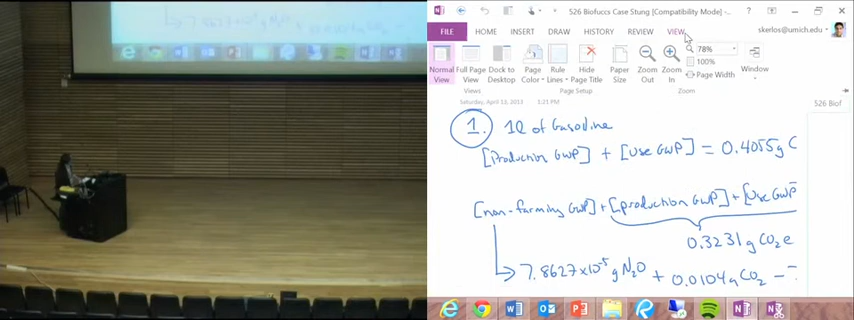 526 Biofuccs Case Stung [Compatibility Mode] -...
FILE HOME INSERT DRAW HISTORY REVIEW VIEW
skerlos@umich.edu
Normal View
Full Page View
Dock to Desktop
Page Color
Rule Lines
Hide Page Title
Paper Size
Zoom Out
Zoom In
78%
100%
Page Width
Window
Views
Page Setup
Zoom
Saturday, April 13, 2013 1:21 PM
526 Biof
1. 1Q of Gasoline
[Production GWP] + [Use GWP] = 0.4055g C
[non-farming GWP] + [production GWP] + [Use GWP
0.3231 g CO₂e
7.8627x10⁻⁵ g N₂O + 0.0104 g CO₂ -